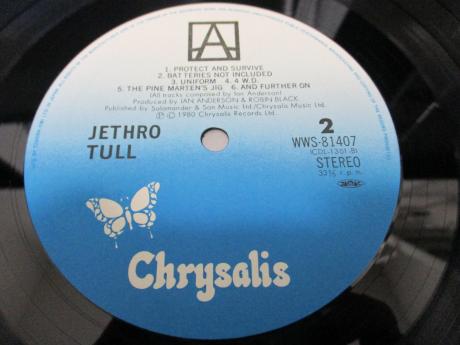 A
1. PROTECT AND SURVIVE
2. BATTERIES NOT INCLUDED
3. UNIFORM 4. 4 W.D.
5. THE PINE MARTEN'S JIG 6. AND FURTHER ON
(All tracks composed by Ian Anderson)
Produced by IAN ANDERSON & ROBIN BLACK
Published by Salamander & Son Music Ltd/Chrysalis Music Ltd.
℗ © 1980 Chrysalis Records Ltd.
JETHRO
TULL
2
WWS-81407
(CDL-1301-B)
STEREO
33⅓ r.p.m.
Chrysalis